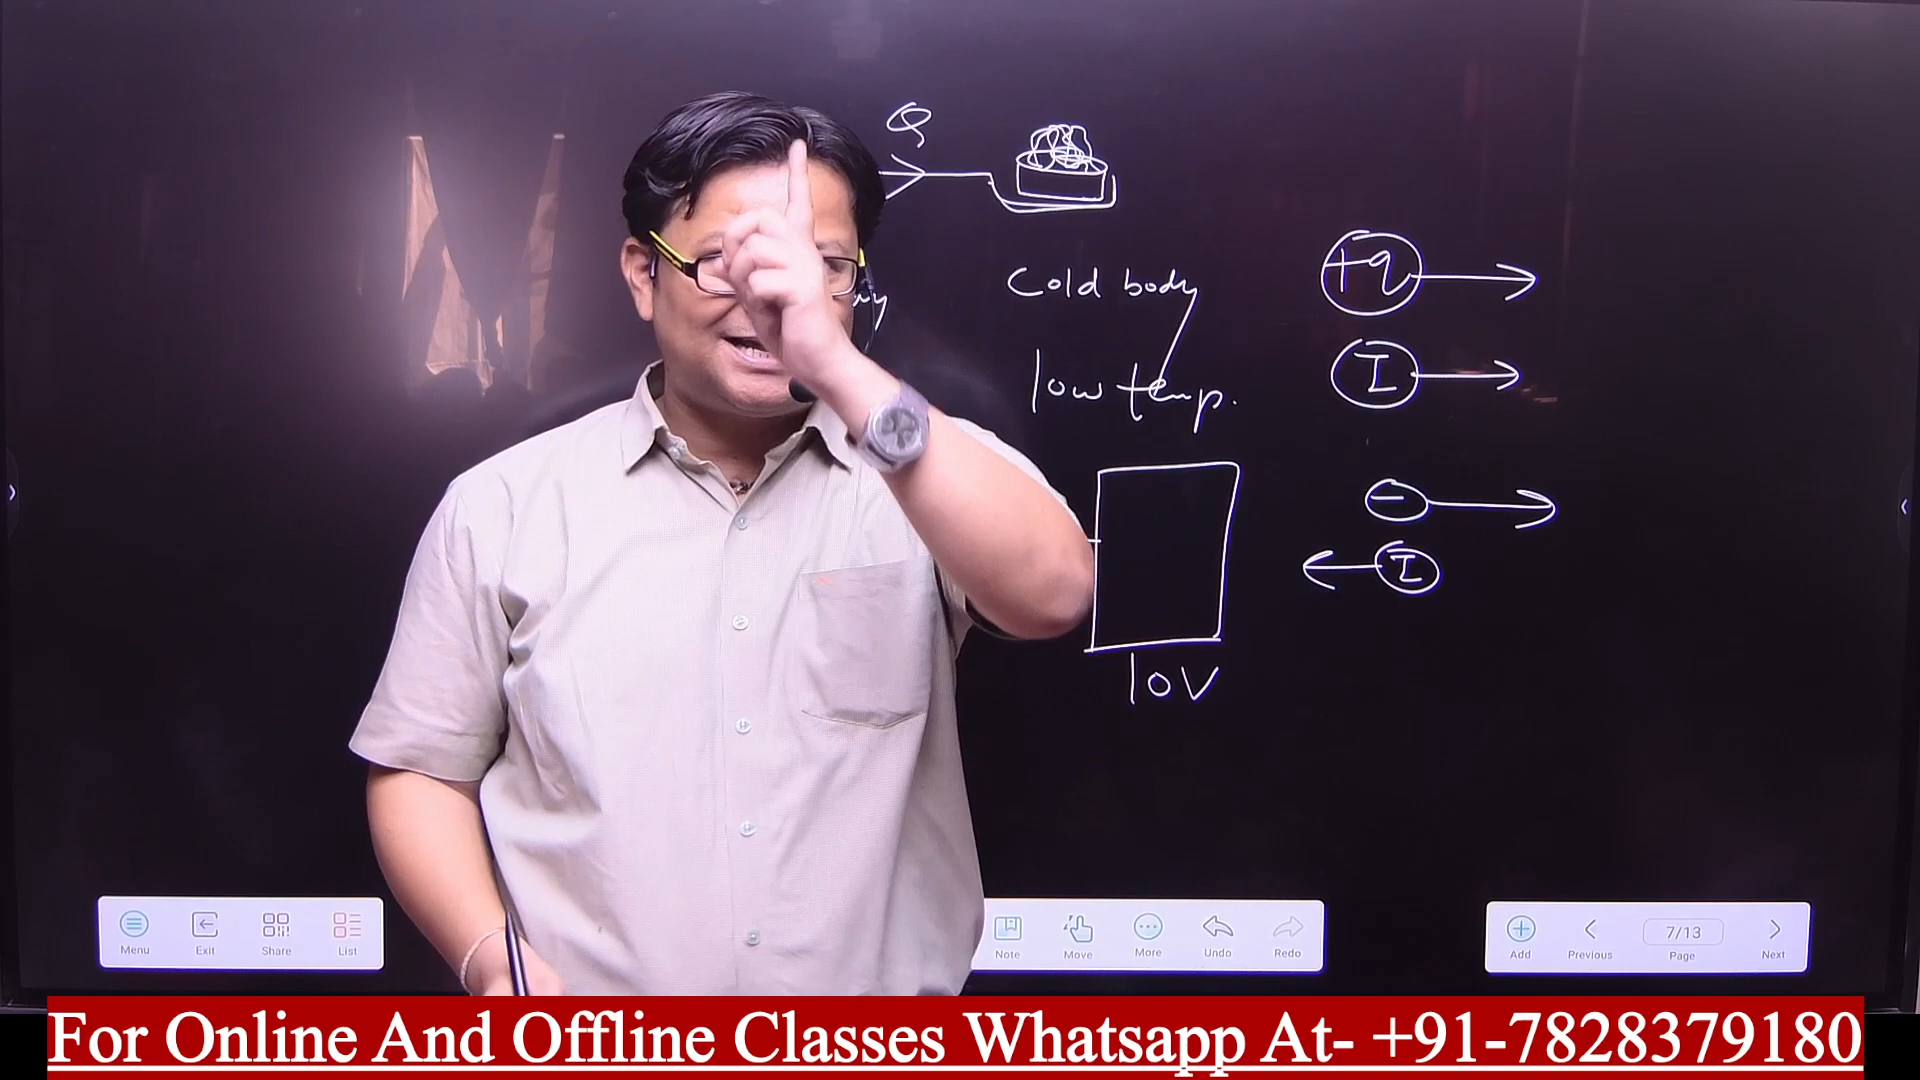 Q
Cold body
low temp.
+q
I
−
I
10V
Menu
Exit
Share
List
Note
Move
More
Undo
Redo
Add
Previous
7/13
Page
Next
For Online And Offline Classes Whatsapp At- +91-7828379180